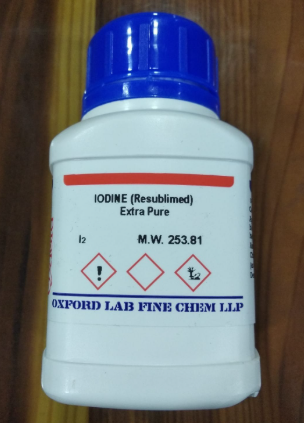 IODINE (Resublimed)
Extra Pure
I2 M.W. 253.81
OXFORD LAB FINE CHEM LLP